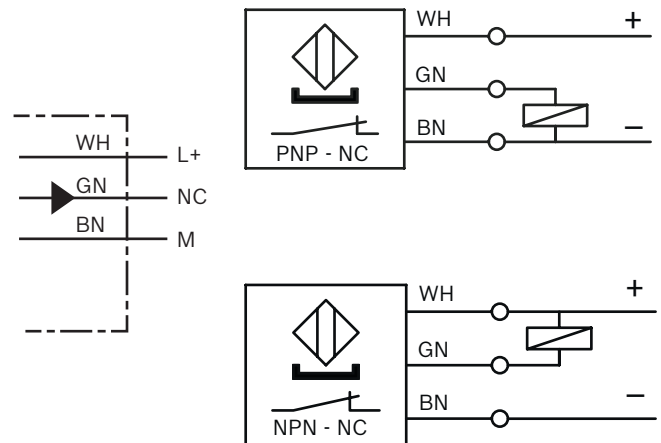 WH L+
GN NC
BN M
WH +
GN
BN –
PNP - NC
WH +
GN
BN –
NPN - NC